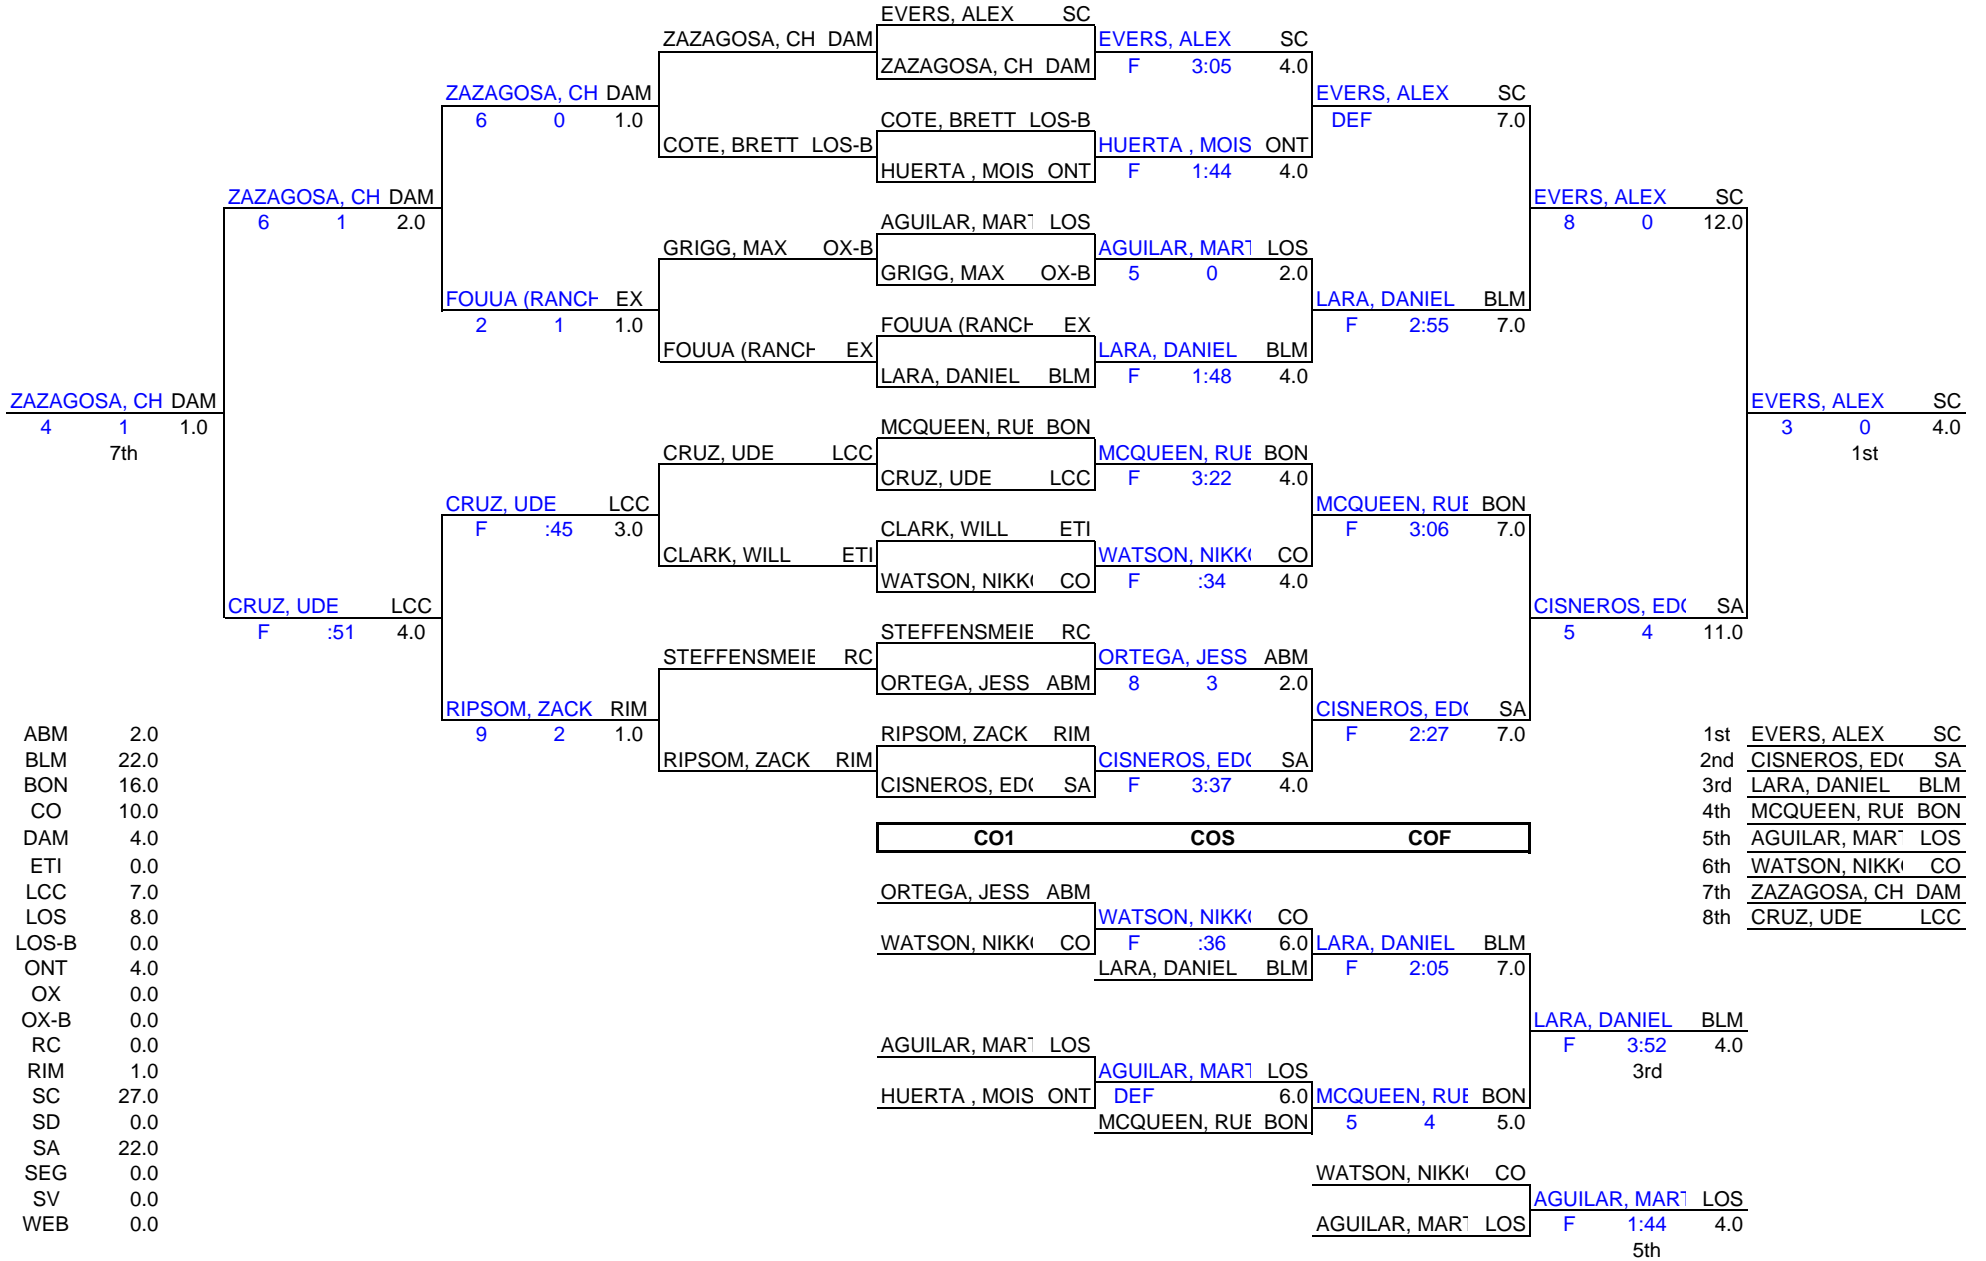 EVERS, ALEX SC
ZAZAGOSA, CH DAM EVERS, ALEX SC
ZAZAGOSA, CH DAM F 3:05 4.0
ZAZAGOSA, CH DAM EVERS, ALEX SC
6 0 1.0 COTE, BRETT LOS-B DEF 7.0
COTE, BRETT LOS-B HUERTA , MOIS ONT
HUERTA , MOIS ONT F 1:44 4.0
ZAZAGOSA, CH DAM EVERS, ALEX SC
6 1 2.0 AGUILAR, MART LOS 8 0 12.0
GRIGG, MAX OX-B AGUILAR, MART LOS
GRIGG, MAX OX-B 5 0 2.0
FOUUA (RANCH EX LARA, DANIEL BLM
2 1 1.0 FOUUA (RANCH EX F 2:55 7.0
FOUUA (RANCH EX LARA, DANIEL BLM
LARA, DANIEL BLM F 1:48 4.0
ZAZAGOSA, CH DAM EVERS, ALEX SC
4 1 1.0 MCQUEEN, RUE BON 3 0 4.0
7th CRUZ, UDE LCC MCQUEEN, RUE BON 1st
CRUZ, UDE LCC F 3:22 4.0
CRUZ, UDE LCC MCQUEEN, RUE BON
F :45 3.0 CLARK, WILL ETI F 3:06 7.0
CLARK, WILL ETI WATSON, NIKK CO
WATSON, NIKK CO F :34 4.0
CRUZ, UDE LCC CISNEROS, ED SA
F :51 4.0 STEFFENSMEIE RC 5 4 11.0
STEFFENSMEIE RC ORTEGA, JESS ABM
ORTEGA, JESS ABM 8 3 2.0
RIPSOM, ZACK RIM CISNEROS, ED SA
ABM 2.0 9 2 1.0 RIPSOM, ZACK RIM F 2:27 7.0 1st EVERS, ALEX SC
BLM 22.0 RIPSOM, ZACK RIM CISNEROS, ED SA 2nd CISNEROS, ED SA
BON 16.0 CISNEROS, ED SA F 3:37 4.0 3rd LARA, DANIEL BLM
CO 10.0 4th MCQUEEN, RUE BON
DAM 4.0 CO1 COS COF 5th AGUILAR, MART LOS
ETI 0.0 6th WATSON, NIKK CO
LCC 7.0 ORTEGA, JESS ABM 7th ZAZAGOSA, CH DAM
LOS 8.0 WATSON, NIKK CO 8th CRUZ, UDE LCC
LOS-B 0.0 WATSON, NIKK CO F :36 6.0 LARA, DANIEL BLM
ONT 4.0 LARA, DANIEL BLM F 2:05 7.0
OX 0.0
OX-B 0.0 LARA, DANIEL BLM
RC 0.0 AGUILAR, MART LOS F 3:52 4.0
RIM 1.0 AGUILAR, MART LOS 3rd
SC 27.0 HUERTA , MOIS ONT DEF 6.0 MCQUEEN, RUE BON
SD 0.0 MCQUEEN, RUE BON 5 4 5.0
SA 22.0
SEG 0.0 WATSON, NIKK CO
SV 0.0 AGUILAR, MART LOS
WEB 0.0 AGUILAR, MART LOS F 1:44 4.0
5th